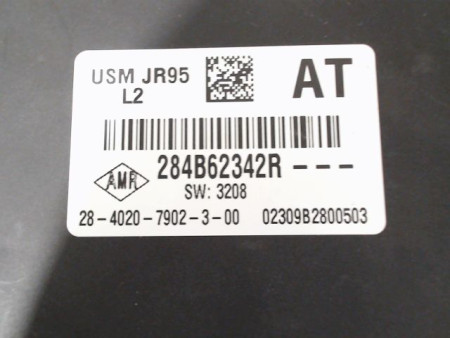 USM JR95 AT
L2
284B62342R ---
AMR
SW: 3208
28-4020-7902-3-00 02309B2800503